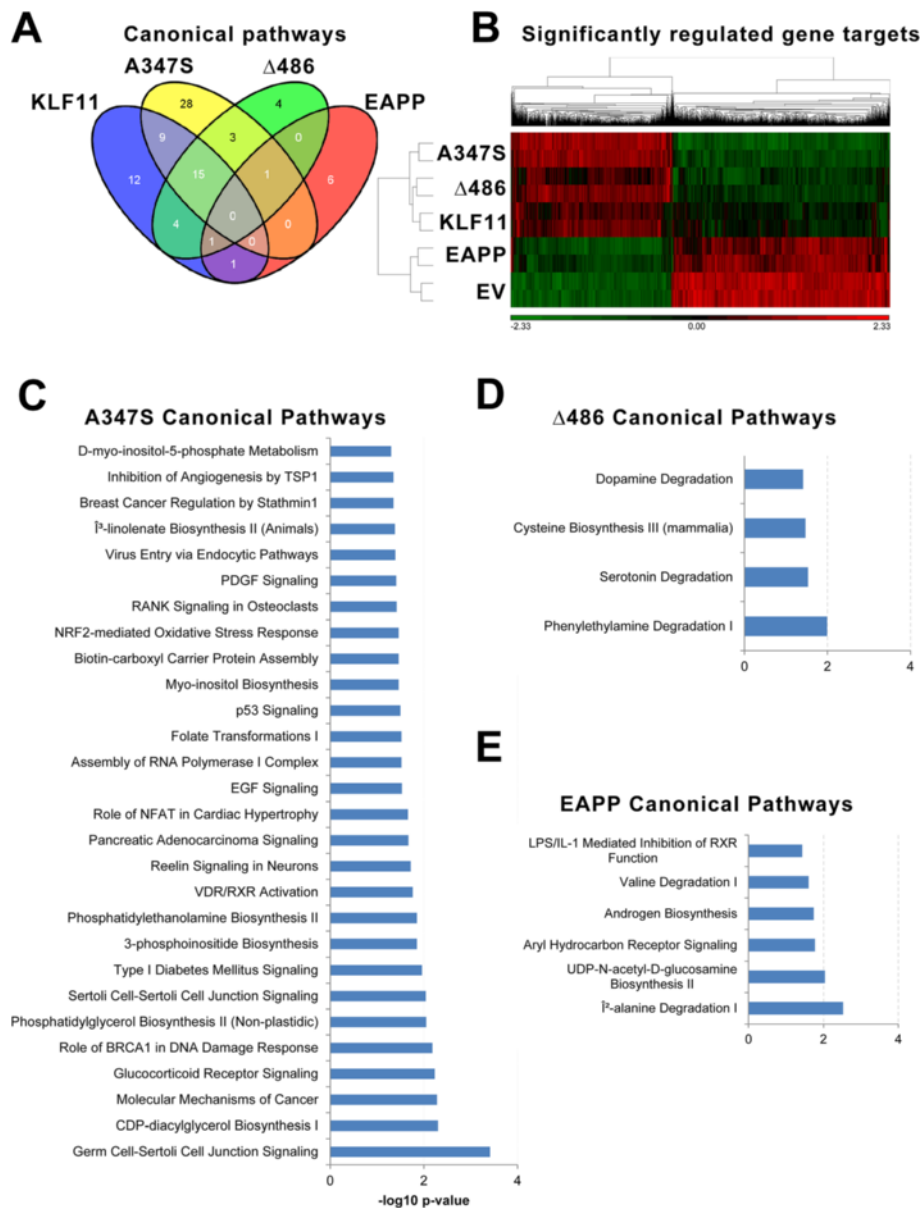 A
Canonical pathways
A347S
Δ486
KLF11
EAPP
28
4
9
3
0
12
15
1
6
4
0
0
1
0
1
B
Significantly regulated gene targets
A347S
Δ486
KLF11
EAPP
EV
-2.33
0.00
2.33
C
A347S Canonical Pathways
D-myo-inositol-5-phosphate Metabolism
Inhibition of Angiogenesis by TSP1
Breast Cancer Regulation by Stathmin1
Î³-linolenate Biosynthesis II (Animals)
Virus Entry via Endocytic Pathways
PDGF Signaling
RANK Signaling in Osteoclasts
NRF2-mediated Oxidative Stress Response
Biotin-carboxyl Carrier Protein Assembly
Myo-inositol Biosynthesis
p53 Signaling
Folate Transformations I
Assembly of RNA Polymerase I Complex
EGF Signaling
Role of NFAT in Cardiac Hypertrophy
Pancreatic Adenocarcinoma Signaling
Reelin Signaling in Neurons
VDR/RXR Activation
Phosphatidylethanolamine Biosynthesis II
3-phosphoinositide Biosynthesis
Type I Diabetes Mellitus Signaling
Sertoli Cell-Sertoli Cell Junction Signaling
Phosphatidylglycerol Biosynthesis II (Non-plastidic)
Role of BRCA1 in DNA Damage Response
Glucocorticoid Receptor Signaling
Molecular Mechanisms of Cancer
CDP-diacylglycerol Biosynthesis I
Germ Cell-Sertoli Cell Junction Signaling
0
2
4
-log10 p-value
D
Δ486 Canonical Pathways
Dopamine Degradation
Cysteine Biosynthesis III (mammalia)
Serotonin Degradation
Phenylethylamine Degradation I
0
2
4
E
EAPP Canonical Pathways
LPS/IL-1 Mediated Inhibition of RXR
Function
Valine Degradation I
Androgen Biosynthesis
Aryl Hydrocarbon Receptor Signaling
UDP-N-acetyl-D-glucosamine
Biosynthesis II
Î²-alanine Degradation I
0
2
4